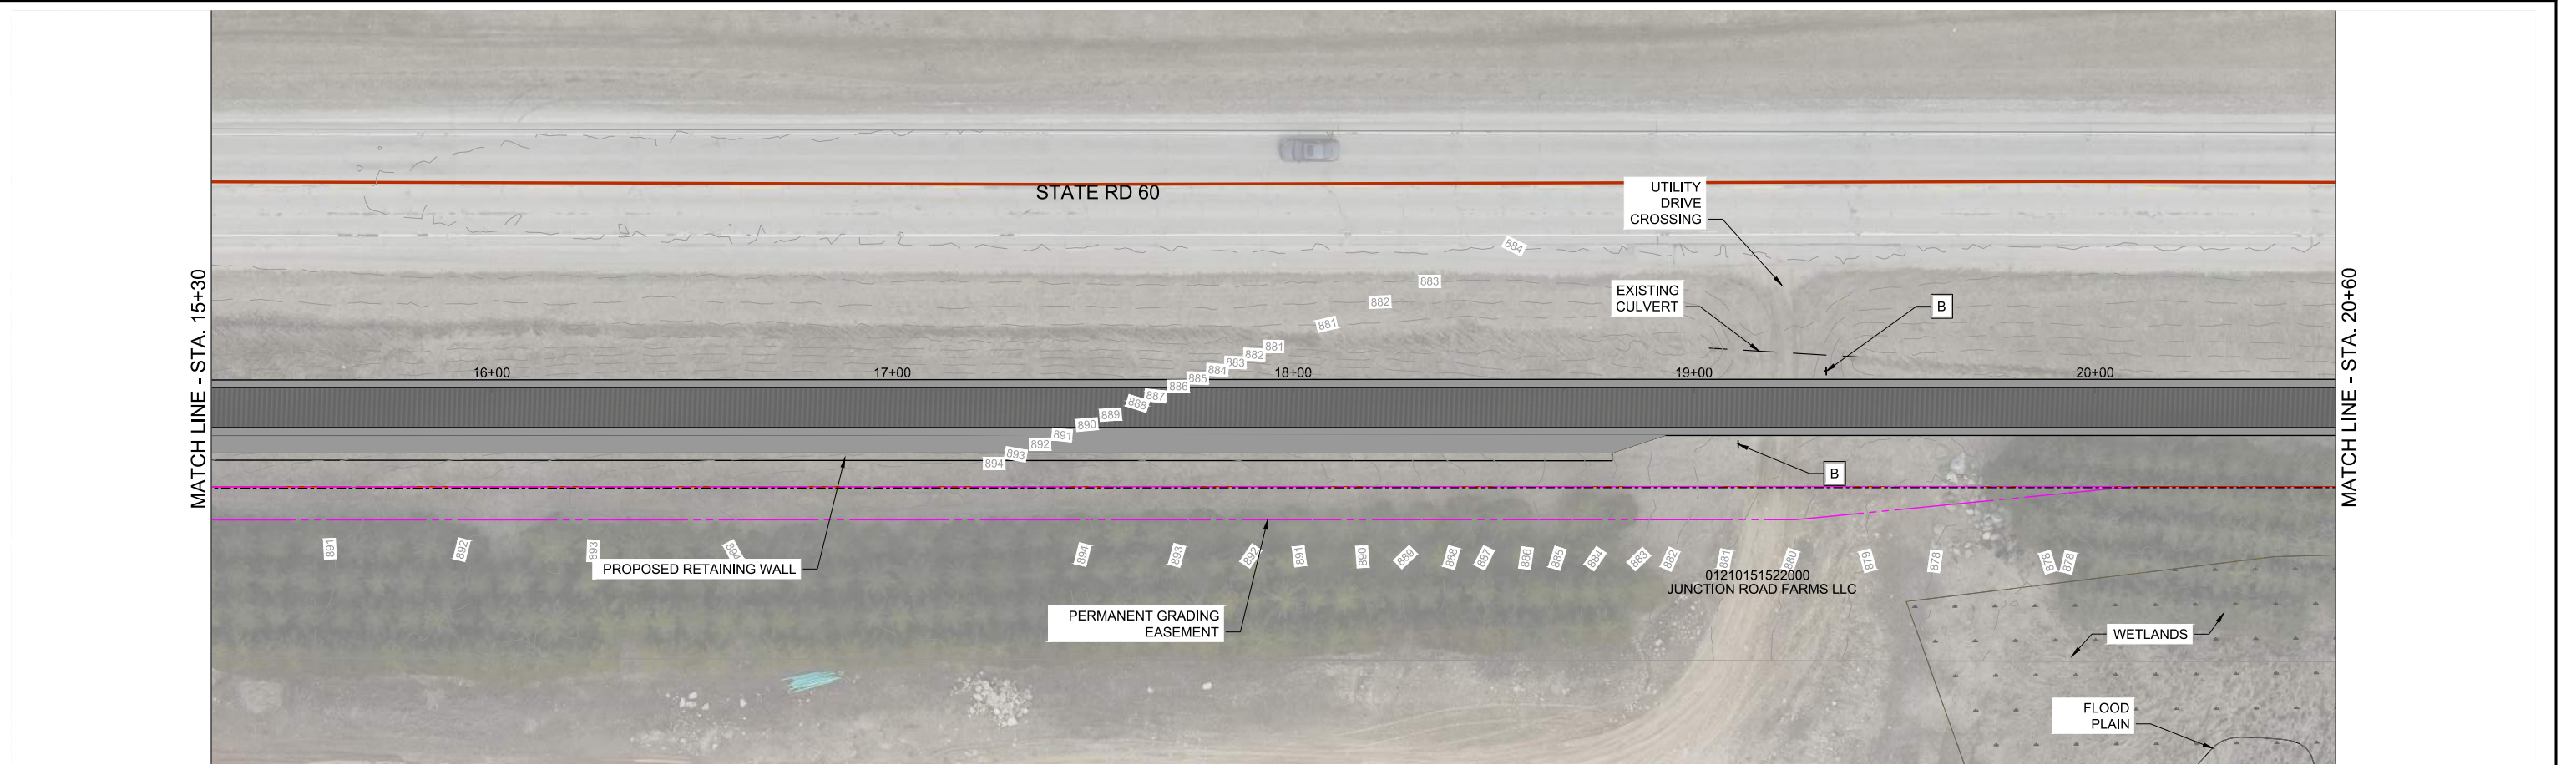 STATE RD 60
UTILITY
DRIVE
CROSSING
884
883
882
881
EXISTING
CULVERT
B
MATCH LINE - STA. 15+30
MATCH LINE - STA. 20+60
16+00
17+00
18+00
19+00
20+00
881
882
883
884
885
886
887
888
889
890
891
892
893
894
B
891
892
893
894
894
893
892
891
890
889
888
887
886
885
884
883
882
881
880
879
878
878
878
PROPOSED RETAINING WALL
01210151522000
JUNCTION ROAD FARMS LLC
PERMANENT GRADING
EASEMENT
WETLANDS
FLOOD
PLAIN